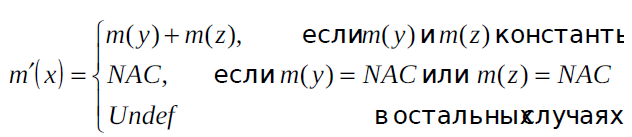 m(y)+m(z), если m(y) и m(z) константы
m′(x)= NAC, если m(y)=NAC или m(z)=NAC
Undef в остальных случаях